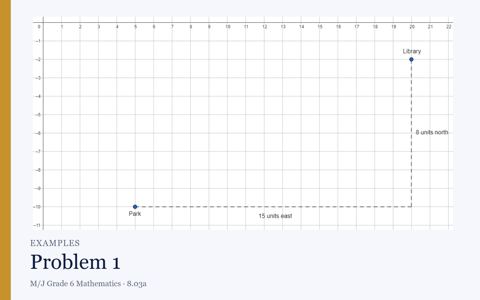 0 1 2 3 4 5 6 7 8 9 10 11 12 13 14 15 16 17 18 19 20 21 22
−1
Library
−2
−3
−4
−5
−6
8 units north
−7
−8
−9
−10
Park
15 units east
−11
EXAMPLES
Problem 1
M/J Grade 6 Mathematics - 8.03a